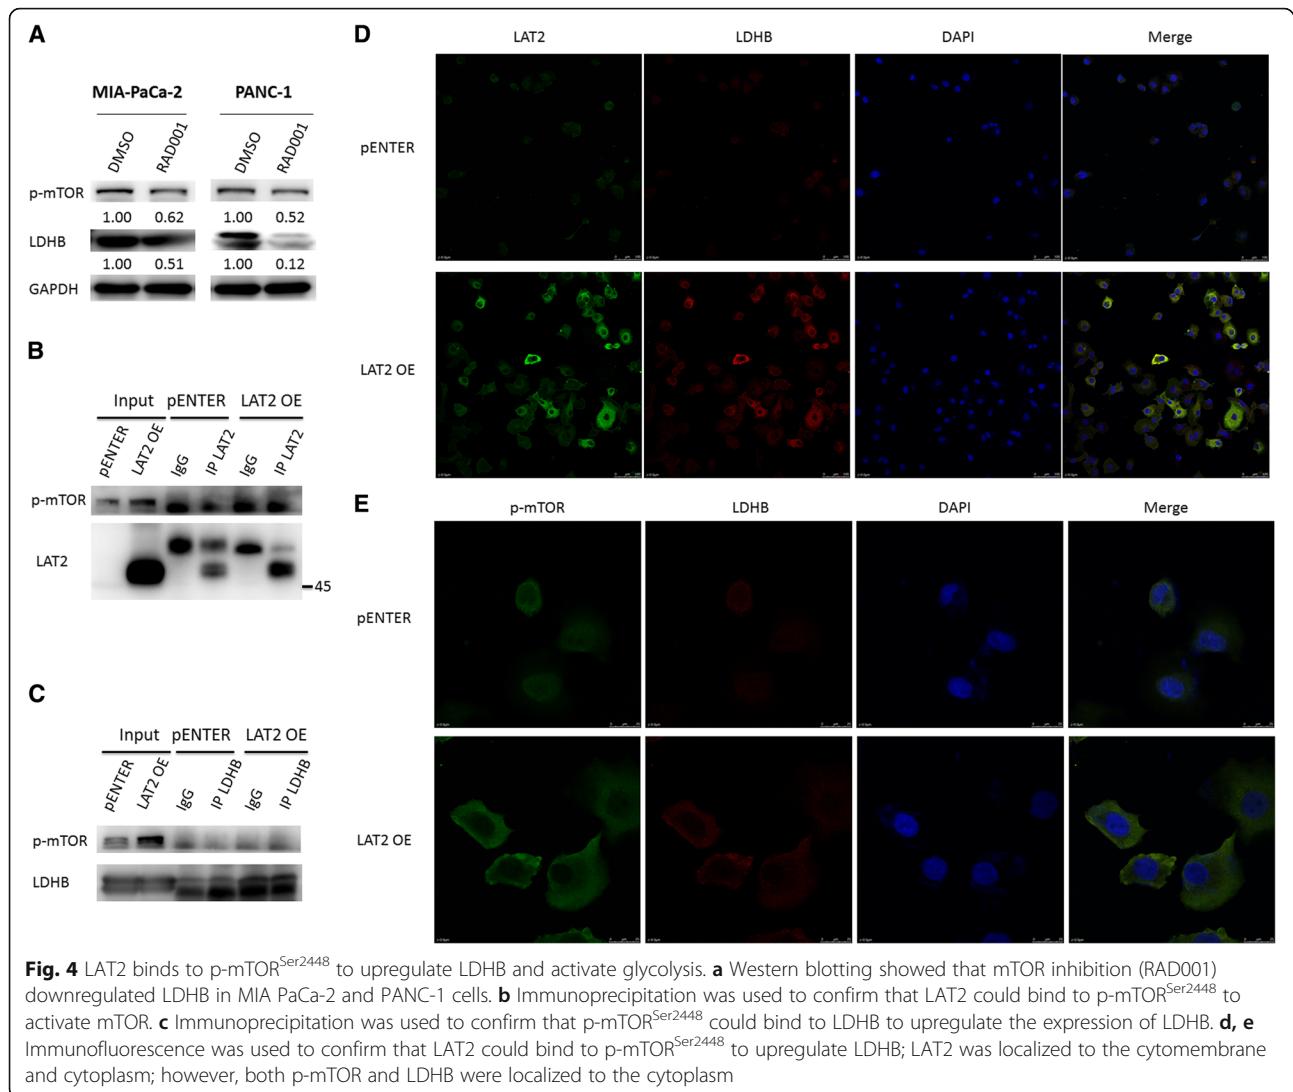 A
MIA-PaCa-2 PANC-1
DMSO RAD001 DMSO RAD001
p-mTOR
1.00 0.62 1.00 0.52
LDHB
1.00 0.51 1.00 0.12
GAPDH
B
Input pENTER LAT2 OE
pENTER LAT2 OE IgG IP LAT2 IgG IP LAT2
p-mTOR
LAT2
45
C
Input pENTER LAT2 OE
pENTER LAT2 OE IgG IP LDHB IgG IP LDHB
p-mTOR
LDHB
D
LAT2 LDHB DAPI Merge
pENTER
LAT2 OE
E
p-mTOR LDHB DAPI Merge
pENTER
LAT2 OE
Fig. 4 LAT2 binds to p-mTORSer2448 to upregulate LDHB and activate glycolysis. a Western blotting showed that mTOR inhibition (RAD001)
downregulated LDHB in MIA PaCa-2 and PANC-1 cells. b Immunoprecipitation was used to confirm that LAT2 could bind to p-mTORSer2448 to
activate mTOR. c Immunoprecipitation was used to confirm that p-mTORSer2448 could bind to LDHB to upregulate the expression of LDHB. d, e
Immunofluorescence was used to confirm that LAT2 could bind to p-mTORSer2448 to upregulate LDHB; LAT2 was localized to the cytomembrane
and cytoplasm; however, both p-mTOR and LDHB were localized to the cytoplasm